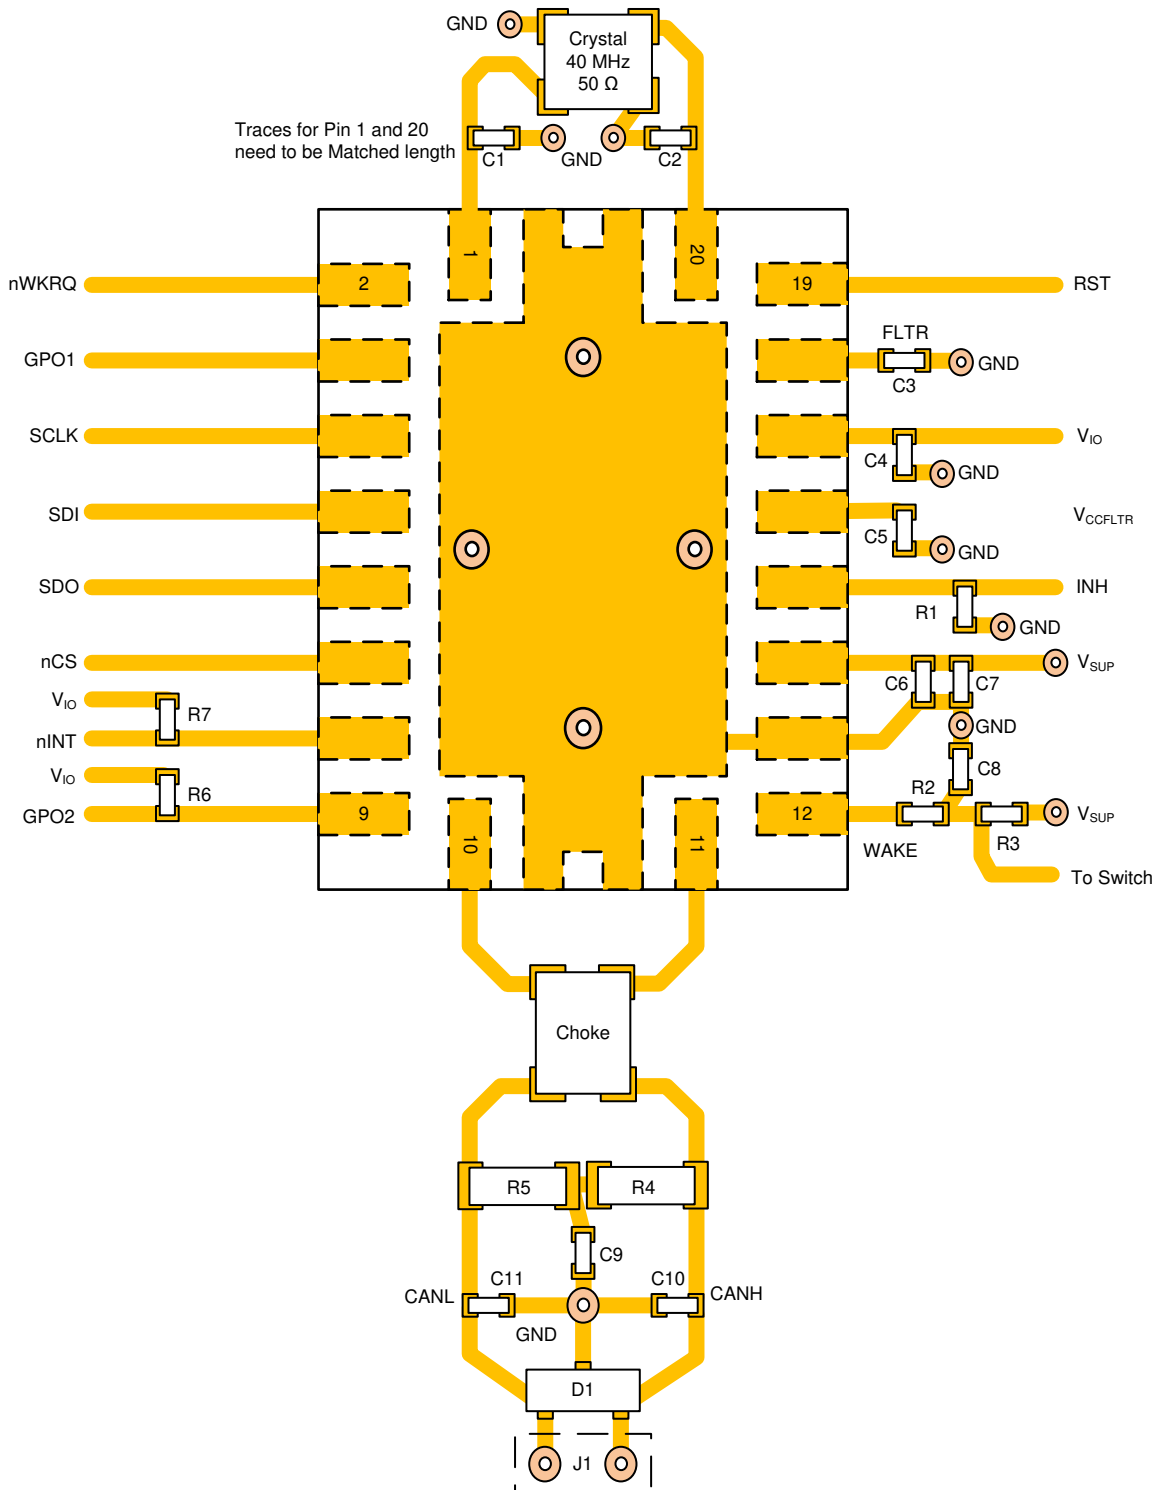 GND
Crystal
40 MHz
50 Ω
Traces for Pin 1 and 20
need to be Matched length
C1
GND
C2
1
20
nWKRQ
2
19
RST
GPO1
FLTR
C3
GND
SCLK
C4
GND
VIO
SDI
C5
GND
VCCFLTR
SDO
R1
GND
INH
nCS
C6
C7
VSUP
VIO
R7
nINT
GND
VIO
R6
C8
GPO2
9
12
R2
R3
VSUP
WAKE
10
11
To Switch
Choke
R5
R4
C9
CANL
C11
C10
CANH
GND
D1
J1